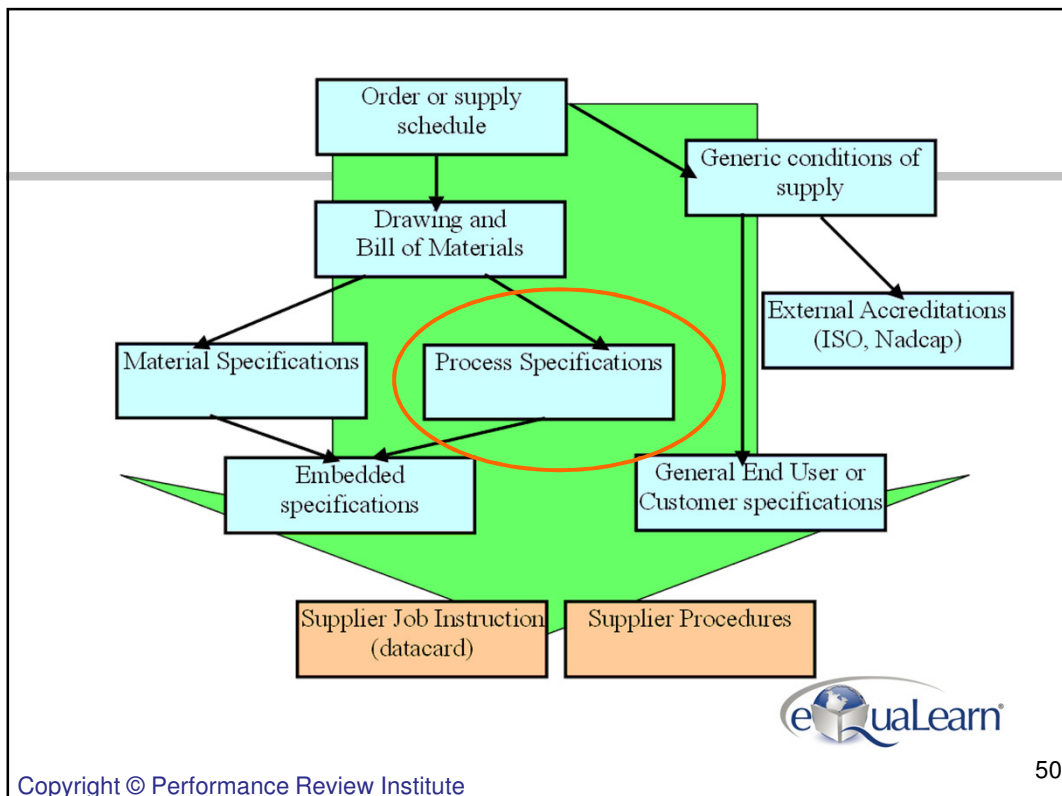 Order or supply
schedule
Generic conditions of
supply
Drawing and
Bill of Materials
External Accreditations
(ISO, Nadcap)
Material Specifications
Process Specifications
Embedded
specifications
General End User or
Customer specifications
Supplier Job Instruction
(datacard)
Supplier Procedures
eQuaLearn®
Copyright © Performance Review Institute
50